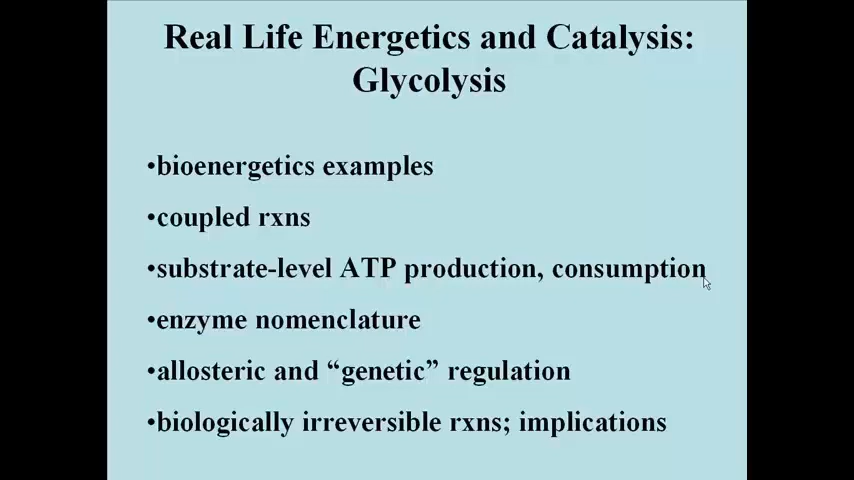 Real Life Energetics and Catalysis:
Glycolysis
•bioenergetics examples
•coupled rxns
•substrate-level ATP production, consumption
•enzyme nomenclature
•allosteric and “genetic” regulation
•biologically irreversible rxns; implications